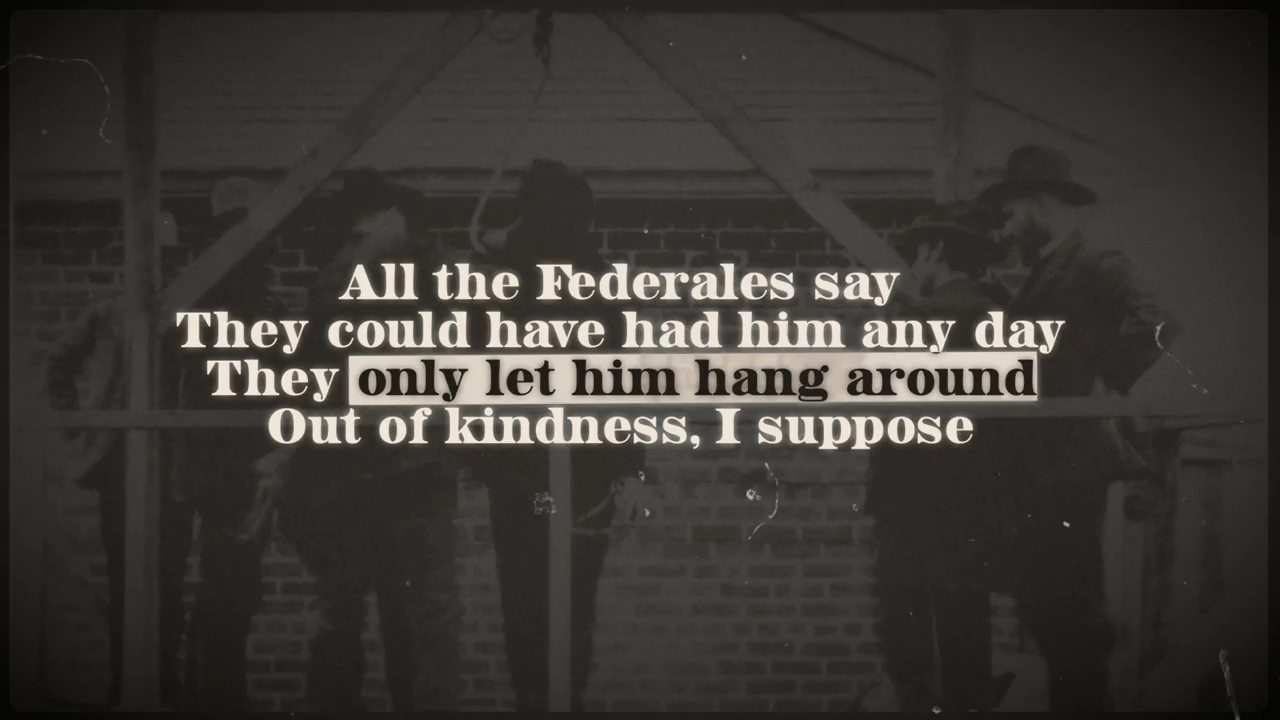 All the Federales say
They could have had him any day
They only let him hang around
Out of kindness, I suppose